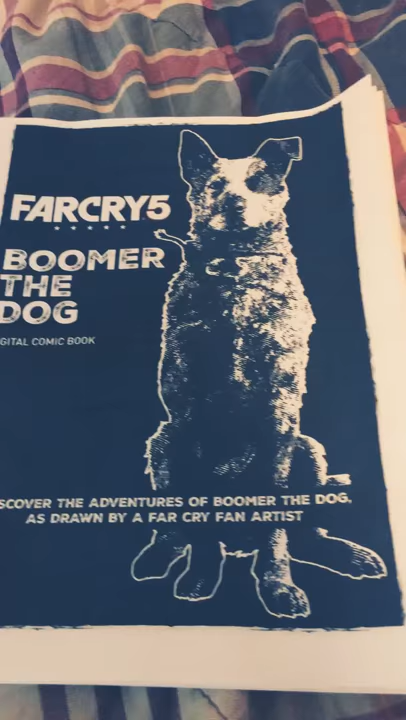 FARCRY5
BOOMER
THE
DOG
GITAL COMIC BOOK
SCOVER THE ADVENTURES OF BOOMER THE DOG,
AS DRAWN BY A FAR CRY FAN ARTIST